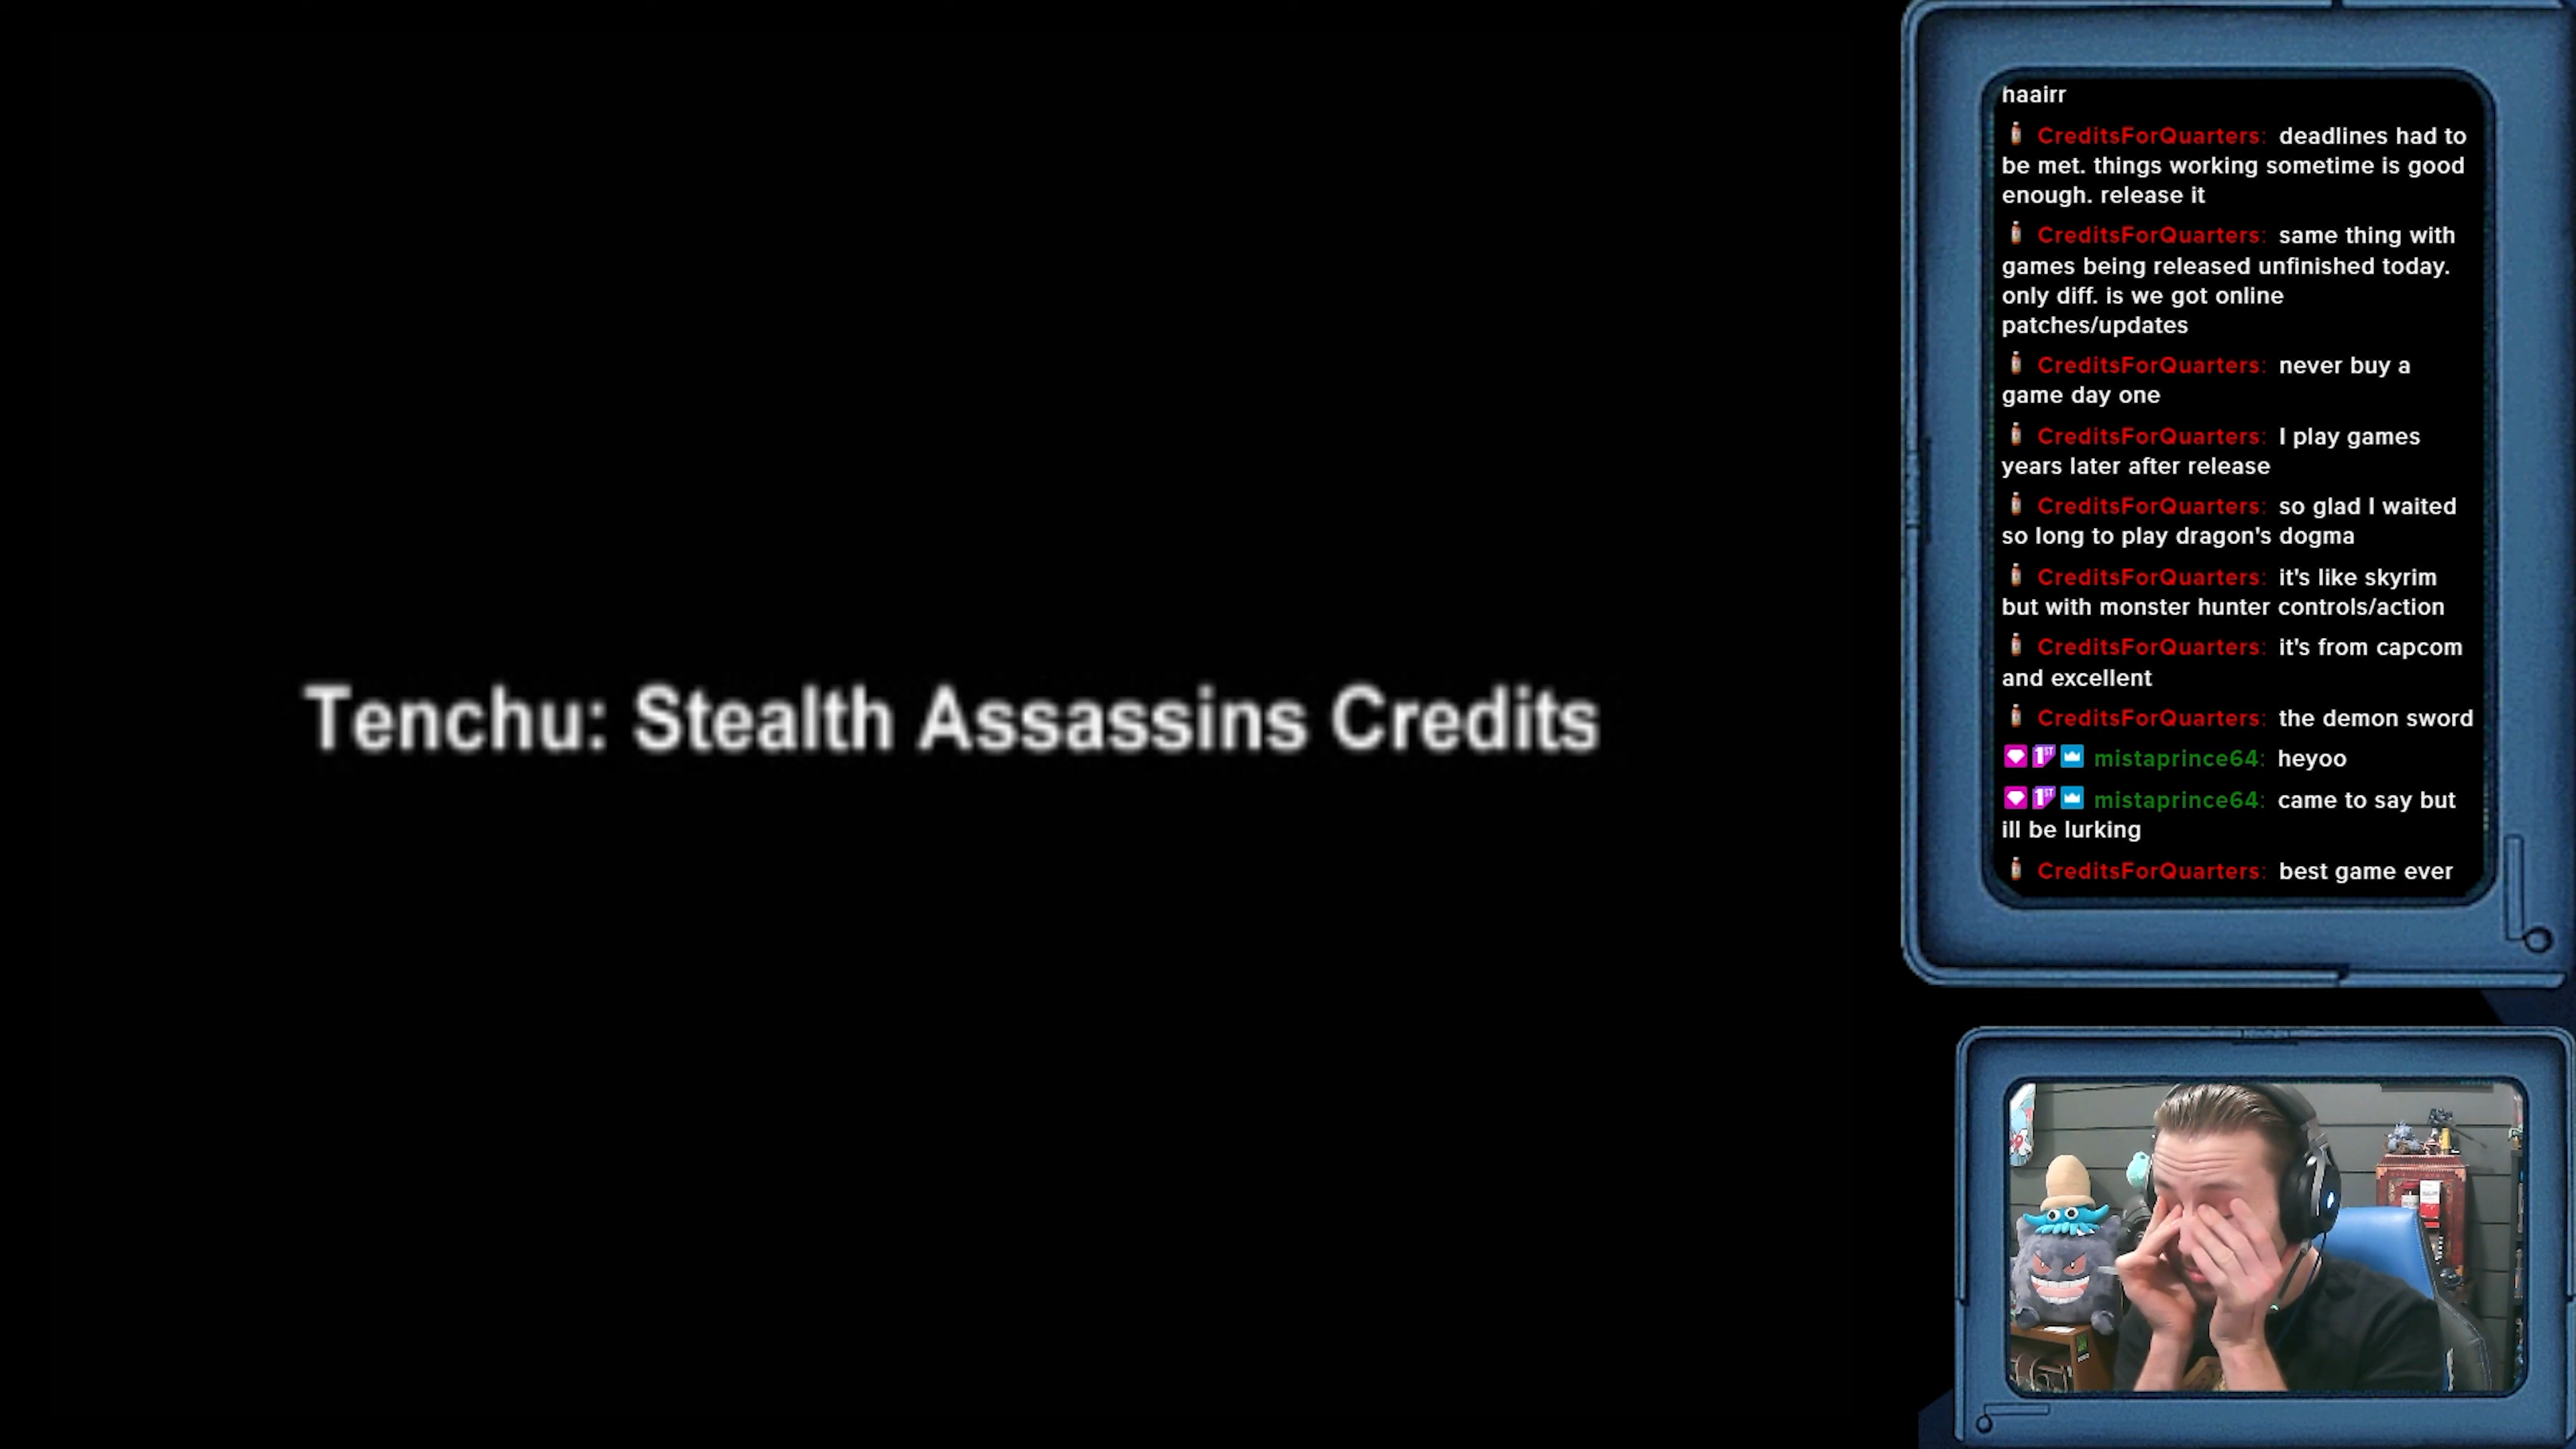 Tenchu: Stealth Assassins Credits
haairr
CreditsForQuarters: deadlines had to
be met. things working sometime is good
enough. release it
CreditsForQuarters: same thing with
games being released unfinished today.
only diff. is we got online
patches/updates
CreditsForQuarters: never buy a
game day one
CreditsForQuarters: I play games
years later after release
CreditsForQuarters: so glad I waited
so long to play dragon's dogma
CreditsForQuarters: it's like skyrim
but with monster hunter controls/action
CreditsForQuarters: it's from capcom
and excellent
CreditsForQuarters: the demon sword
1ST mistaprince64: heyoo
1ST mistaprince64: came to say but
ill be lurking
CreditsForQuarters: best game ever